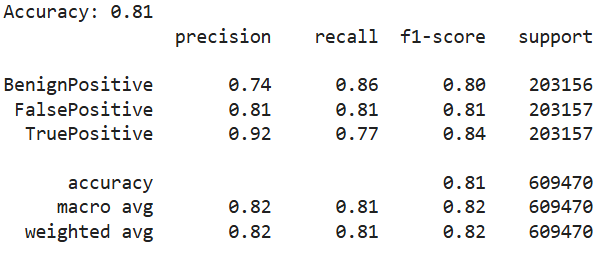 Accuracy: 0.81
precision recall f1-score support
BenignPositive 0.74 0.86 0.80 203156
FalsePositive 0.81 0.81 0.81 203157
TruePositive 0.92 0.77 0.84 203157
accuracy 0.81 609470
macro avg 0.82 0.81 0.82 609470
weighted avg 0.82 0.81 0.82 609470